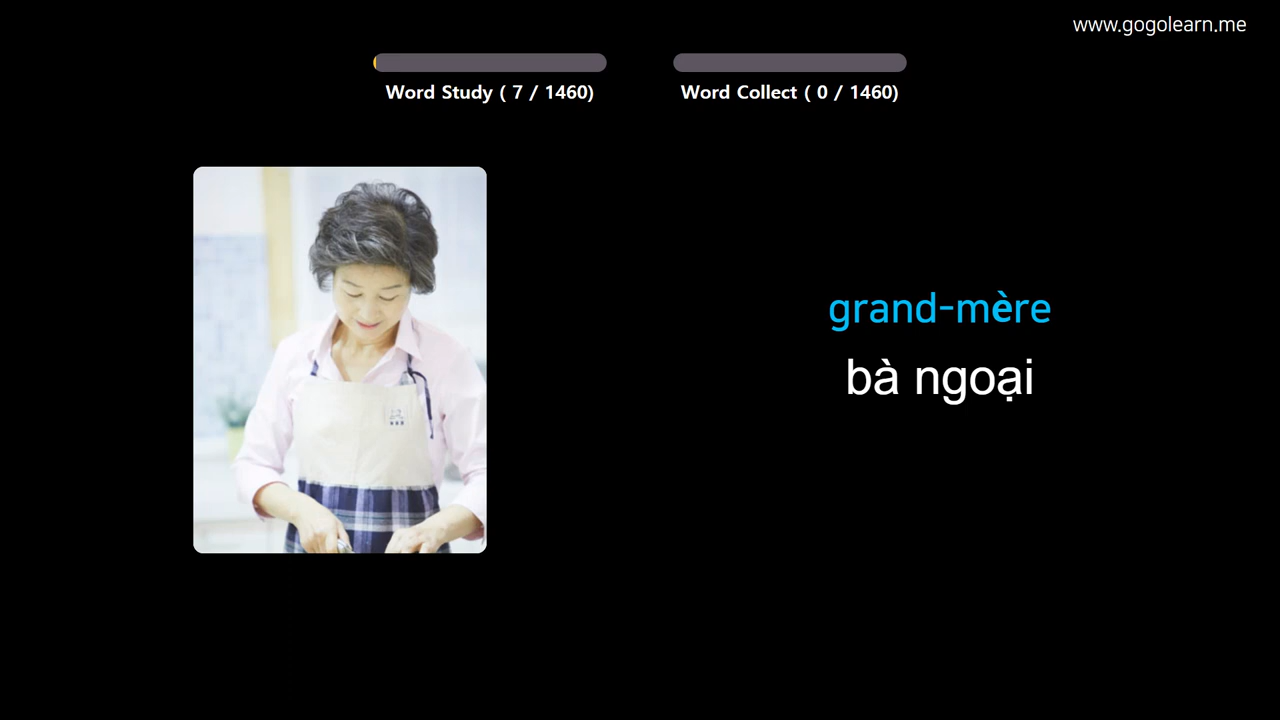 www.gogolearn.me
Word Study ( 7 / 1460)
Word Collect ( 0 / 1460)
grand-mère
bà ngoại